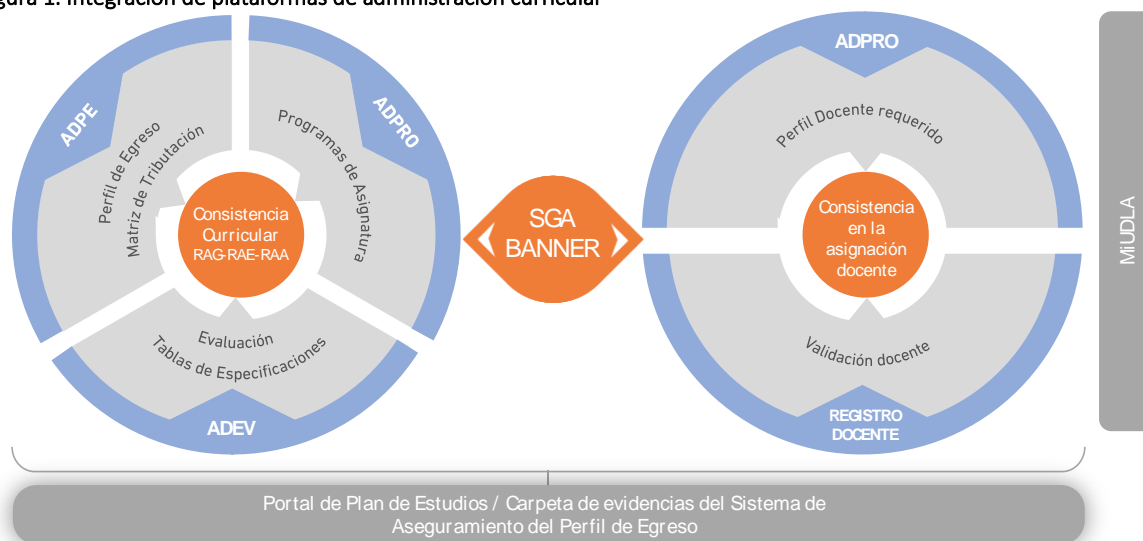 gura 1. Integración de plataformas de administración curricular
ADPE
Perfil de Egreso
Matriz de Tributación
ADPRO
Programas de Asignatura
Consistencia
Curricular
RAG-RAE-RAA
Evaluación
Tablas de Especificaciones
ADEV
SGA
BANNER
ADPRO
Perfil Docente requerido
Consistencia
en la
asignación
docente
Validación docente
REGISTRO
DOCENTE
MiUDLA
Portal de Plan de Estudios / Carpeta de evidencias del Sistema de
Aseguramiento del Perfil de Egreso